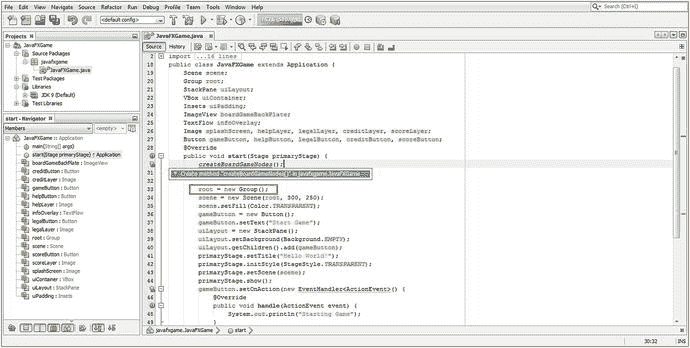 File Edit View Navigate Source Refactor Run Debug Profile Team Tools Window Help
Search (Ctrl+I)
<default config>
Projects
JavaFXGame
Source Packages
javafxgame
JavaFXGame.java
Test Packages
Libraries
JDK 9 (Default)
Test Libraries
start - Navigator
Members <empty>
JavaFXGame :: Application
main(String[] args)
start(Stage primaryStage) ↑ Application
boardGameBackPlate : ImageView
creditButton : Button
creditLayer : Image
gameButton : Button
helpButton : Button
helpLayer : Image
infoOverlay : TextFlow
legalButton : Button
legalLayer : Image
root : Group
scene : Scene
scoreButton : Button
scoreLayer : Image
splashScreen : Image
uiContainer : VBox
uiLayout : StackPane
uiPadding : Insets
JavaFXGame.java
Source History
2 import ...16 lines
18 public class JavaFXGame extends Application {
19 Scene scene;
20 Group root;
21 StackPane uiLayout;
22 VBox uiContainer;
23 Insets uiPadding;
24 ImageView boardGameBackPlate;
25 TextFlow infoOverlay;
26 Image splashScreen, helpLayer, legalLayer, creditLayer, scoreLayer;
27 Button gameButton, helpButton, legalButton, creditButton, scoreButton;
28 @Override
public void start(Stage primaryStage) {
createBoardGameNodes();
31 Create method "createBoardGameNodes()" in javafxgame.JavaFXGame
33 root = new Group();
34 scene = new Scene(root, 300, 250);
35 scene.setFill(Color.TRANSPARENT);
36 gameButton = new Button();
37 gameButton.setText("Start Game");
38 uiLayout = new StackPane();
39 uiLayout.setBackground(Background.EMPTY);
40 uiLayout.getChildren().add(gameButton);
41 primaryStage.setTitle("Hello World!");
42 primaryStage.initStyle(StageStyle.TRANSPARENT);
43 primaryStage.setScene(scene);
44 primaryStage.show();
gameButton.setOnAction(new EventHandler<ActionEvent>() {
46 @Override
public void handle(ActionEvent event) {
48 System.out.println("Starting Game");
49 }
javafxgame.JavaFXGame start
30:32 INS